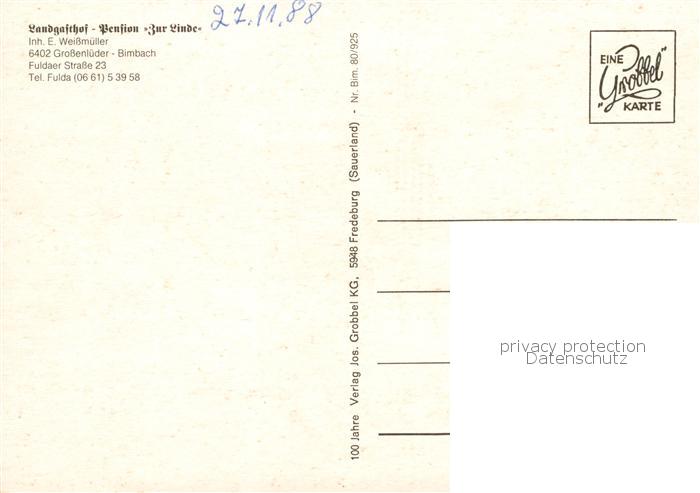 Landgasthof - Pension »Zur Linde«
Inh. E. Weißmüller
6402 Großenlüder - Bimbach
Fuldaer Straße 23
Tel. Fulda (06 61) 5 39 58
27.11.88
100 Jahre Verlag Jos. Grobbel KG, 5948 Fredeburg (Sauerland) - Nr. Bim. 80/925
EINE
"Grobbel"
KARTE
privacy protection
Datenschutz